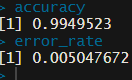 > accuracy
[1] 0.9949523
> error_rate
[1] 0.005047672
>